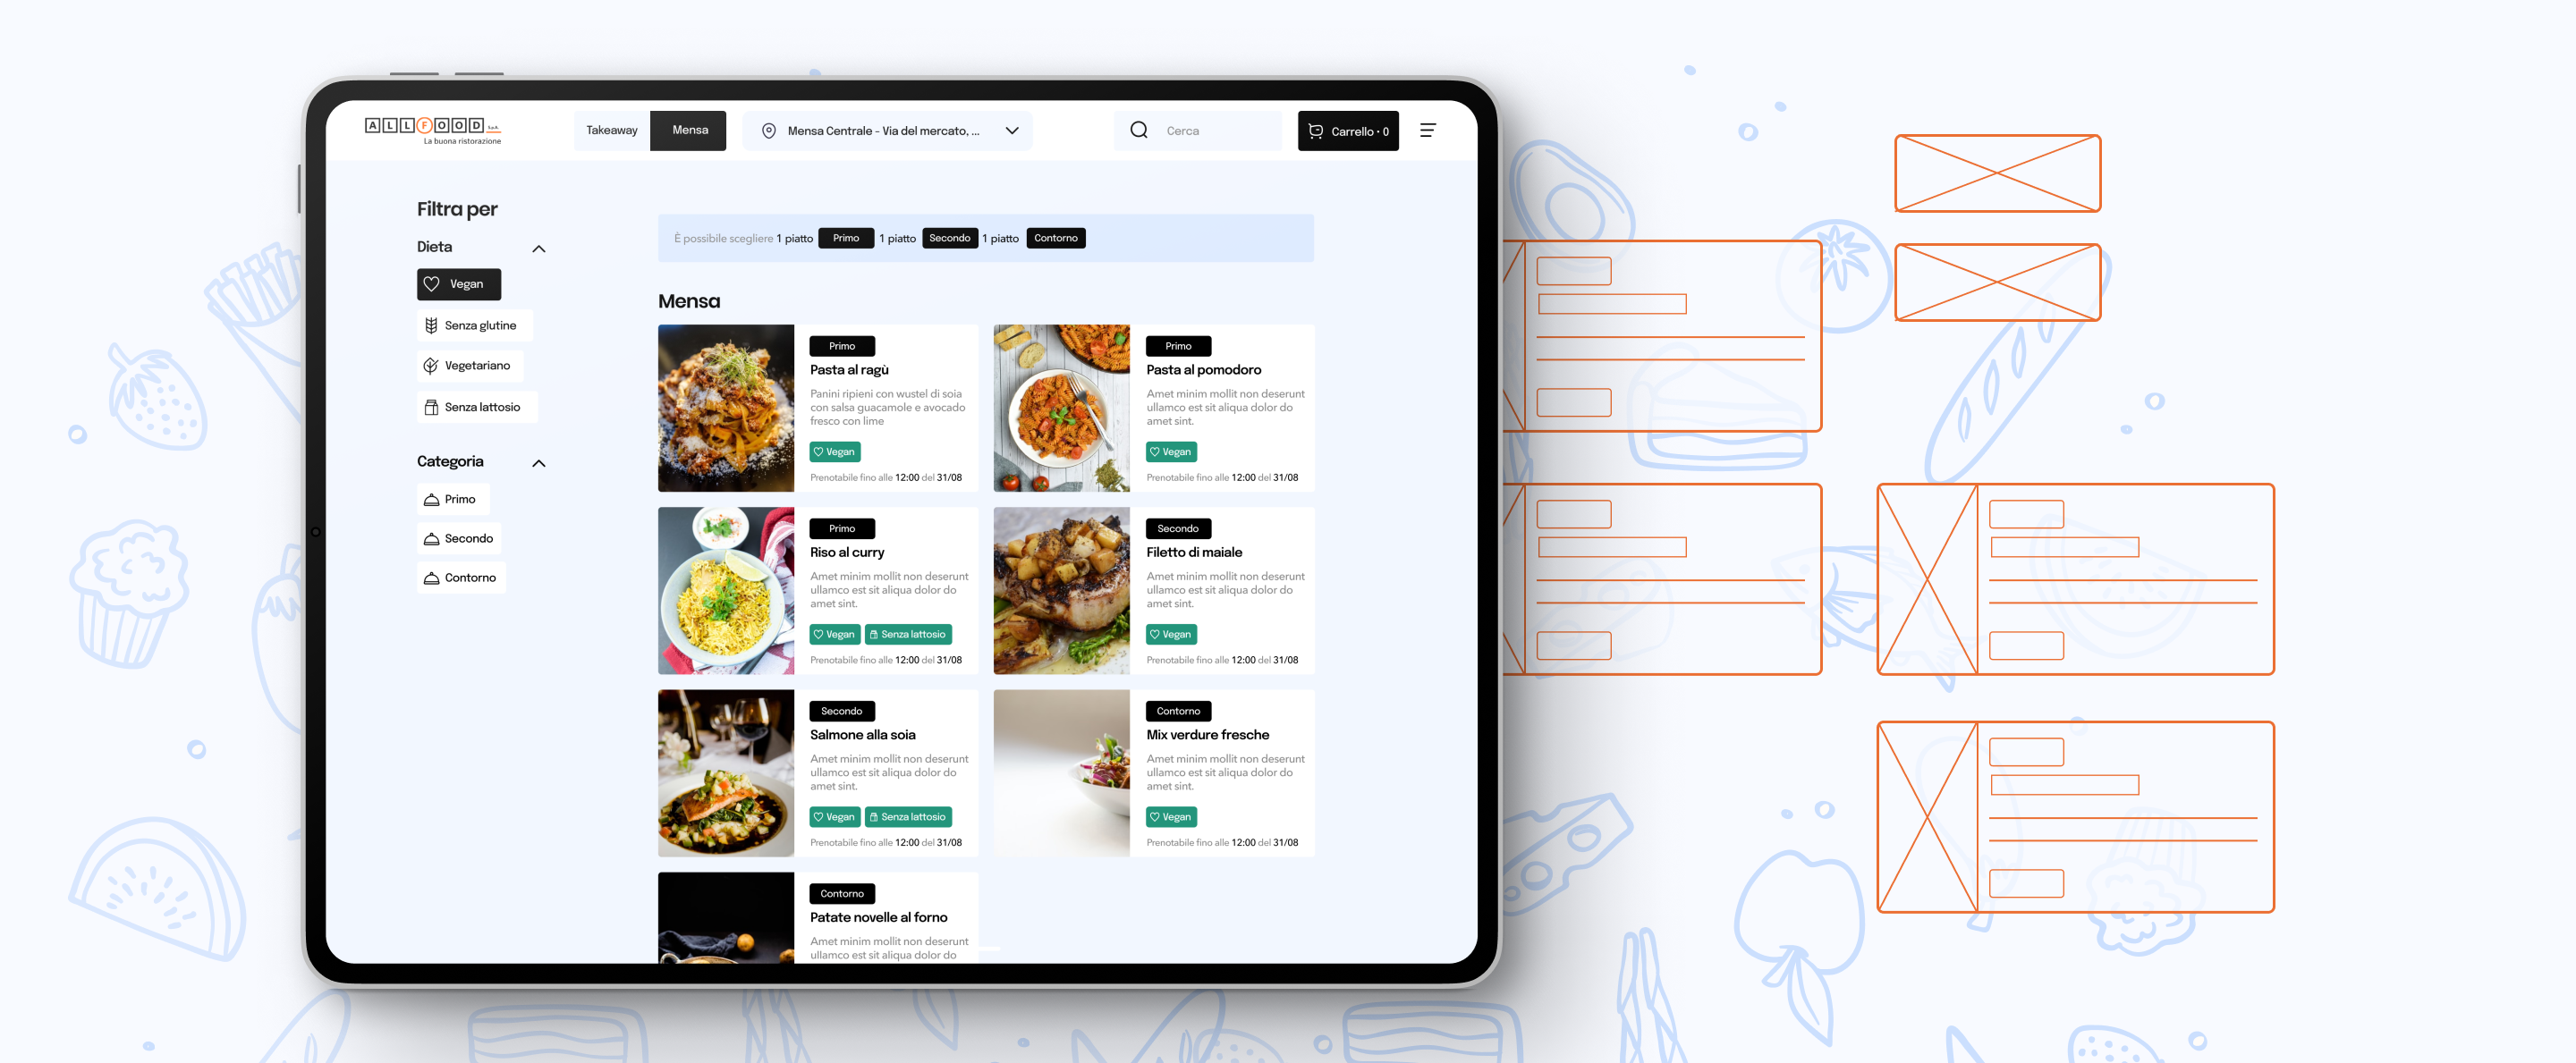 ALLFOOD S.p.A.
La buona ristorazione
Takeaway
Mensa
Mensa Centrale - Via del mercato, ...
Cerca
Carrello · 0
Filtra per
Dieta
Vegan
Senza glutine
Vegetariano
Senza lattosio
Categoria
Primo
Secondo
Contorno
È possibile scegliere 1 piatto Primo 1 piatto Secondo 1 piatto Contorno
Mensa
Primo
Pasta al ragù
Panini ripieni con wustel di soia
con salsa guacamole e avocado
fresco con lime
Vegan
Prenotabile fino alle 12:00 del 31/08
Primo
Pasta al pomodoro
Amet minim mollit non deserunt
ullamco est sit aliqua dolor do
amet sint.
Vegan
Prenotabile fino alle 12:00 del 31/08
Primo
Riso al curry
Amet minim mollit non deserunt
ullamco est sit aliqua dolor do
amet sint.
Vegan
Senza lattosio
Prenotabile fino alle 12:00 del 31/08
Secondo
Filetto di maiale
Amet minim mollit non deserunt
ullamco est sit aliqua dolor do
amet sint.
Vegan
Prenotabile fino alle 12:00 del 31/08
Secondo
Salmone alla soia
Amet minim mollit non deserunt
ullamco est sit aliqua dolor do
amet sint.
Vegan
Senza lattosio
Prenotabile fino alle 12:00 del 31/08
Contorno
Mix verdure fresche
Amet minim mollit non deserunt
ullamco est sit aliqua dolor do
amet sint.
Vegan
Prenotabile fino alle 12:00 del 31/08
Contorno
Patate novelle al forno
Amet minim mollit non deserunt
ullamco est sit aliqua dolor do